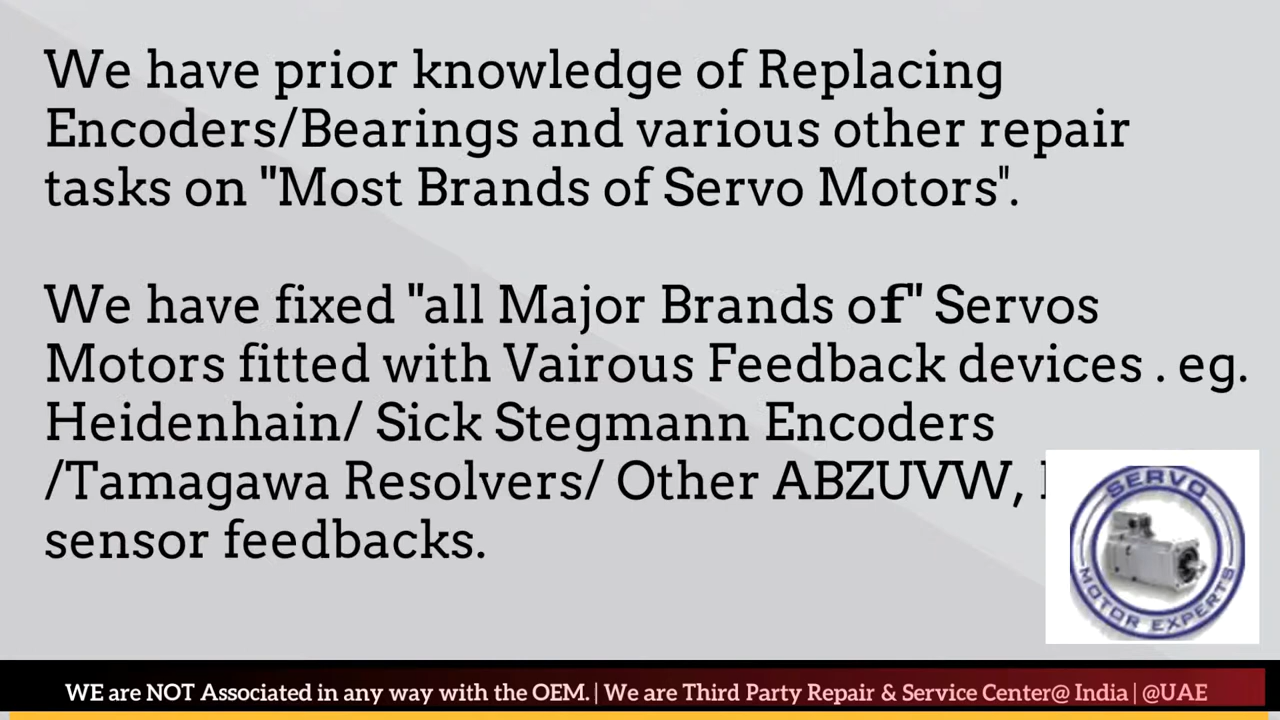 We have prior knowledge of Replacing
Encoders/Bearings and various other repair
tasks on "Most Brands of Servo Motors".
We have fixed "all Major Brands of" Servos
Motors fitted with Vairous Feedback devices . eg.
Heidenhain/ Sick Stegmann Encoders
/Tamagawa Resolvers/ Other ABZUVW,
sensor feedbacks.
SERVO
MOTOR EXPERTS
WE are NOT Associated in any way with the OEM. | We are Third Party Repair & Service Center@ India | @UAE